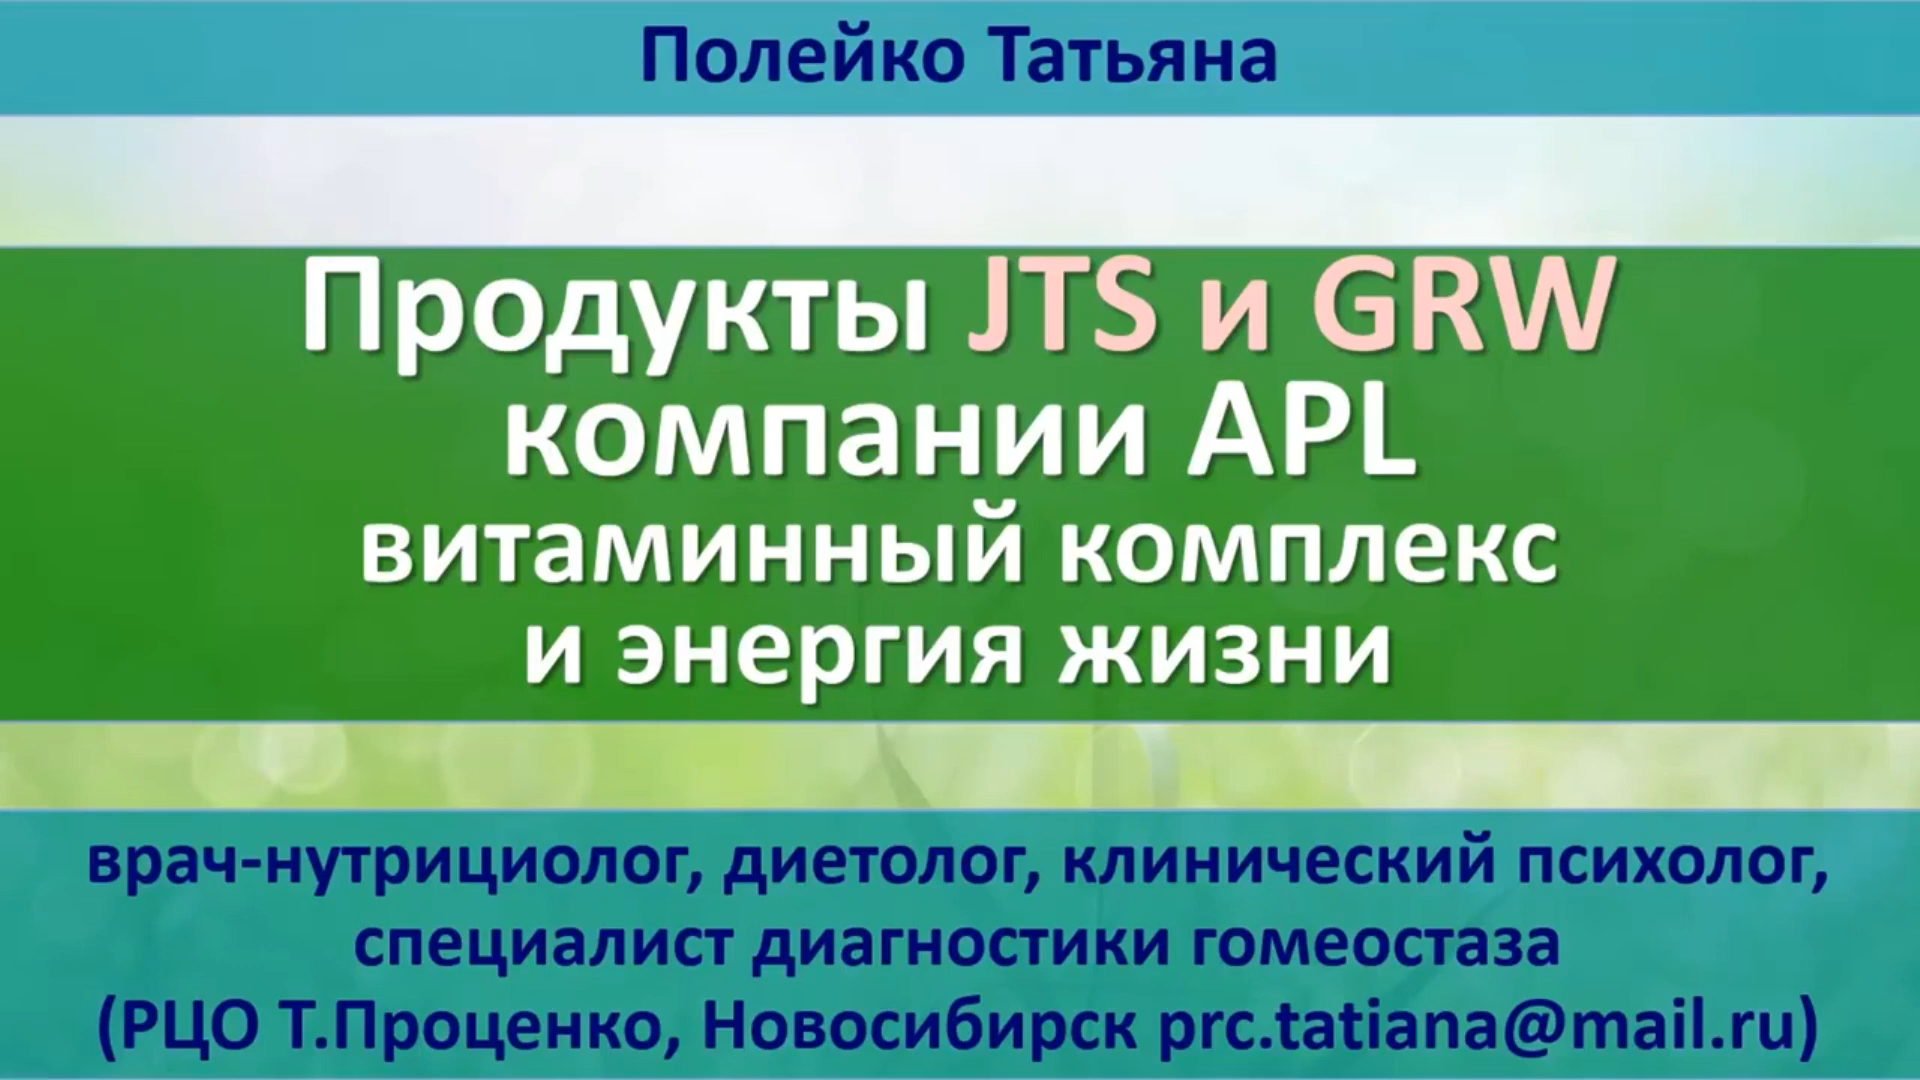 Полейко Татьяна
Продукты JTS и GRW
компании APL
витаминный комплекс
и энергия жизни
врач-нутрициолог, диетолог, клинический психолог,
специалист диагностики гомеостаза
(РЦО Т.Проценко, Новосибирск prc.tatiana@mail.ru)